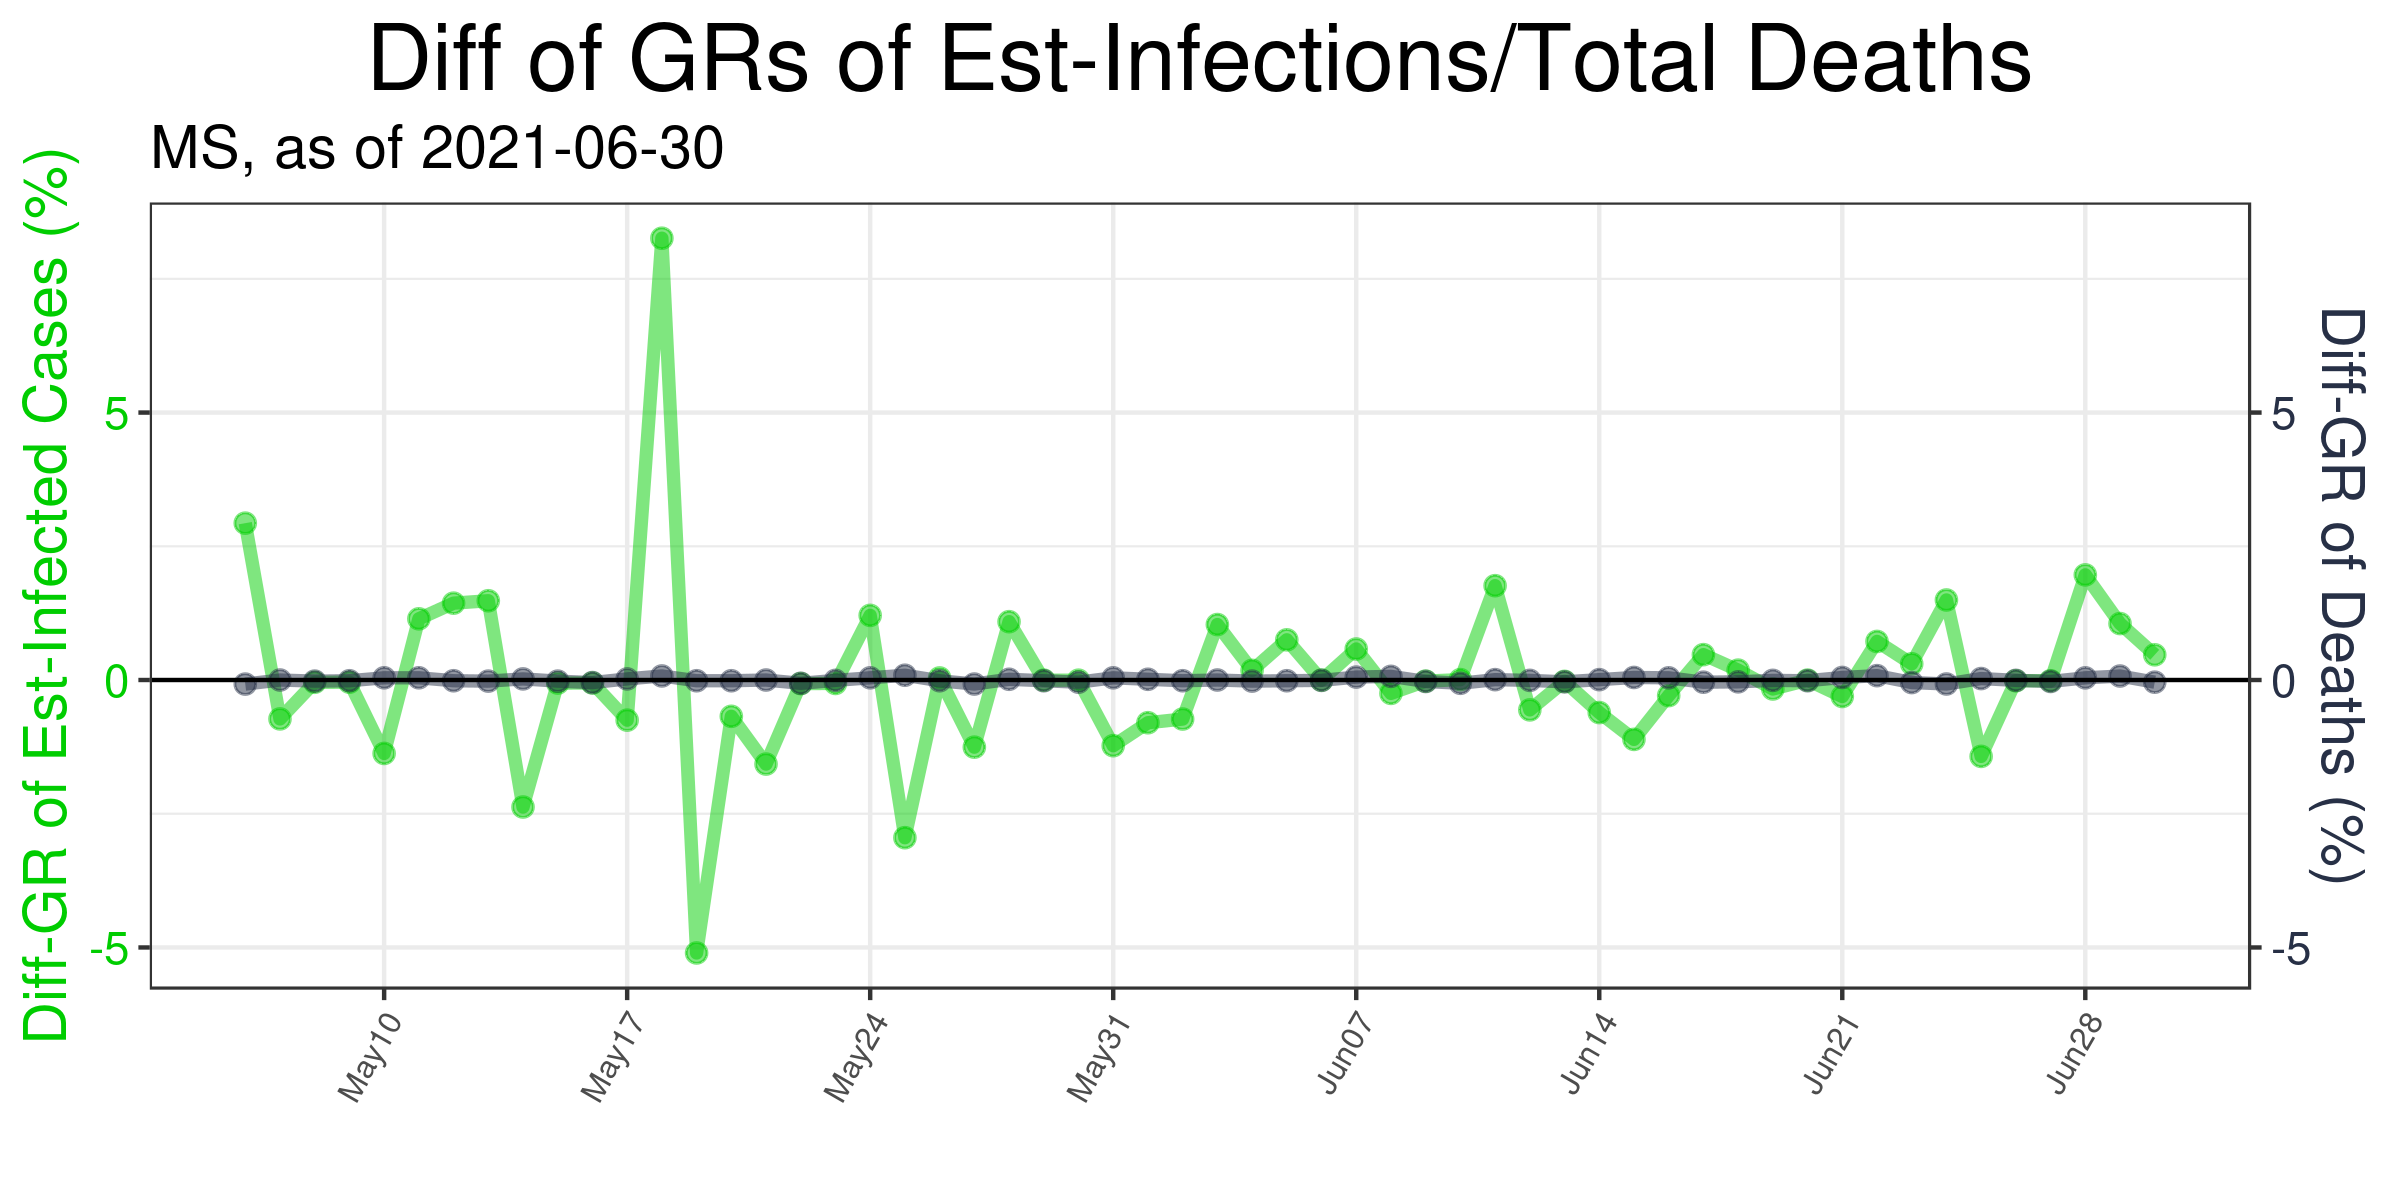 Diff of GRs of Est-Infections/Total Deaths
MS, as of 2021-06-30
Diff-GR of Est-Infected Cases (%)
5
0
-5
5
0
-5
Diff-GR of Deaths (%)
May10
May17
May24
May31
Jun07
Jun14
Jun21
Jun28